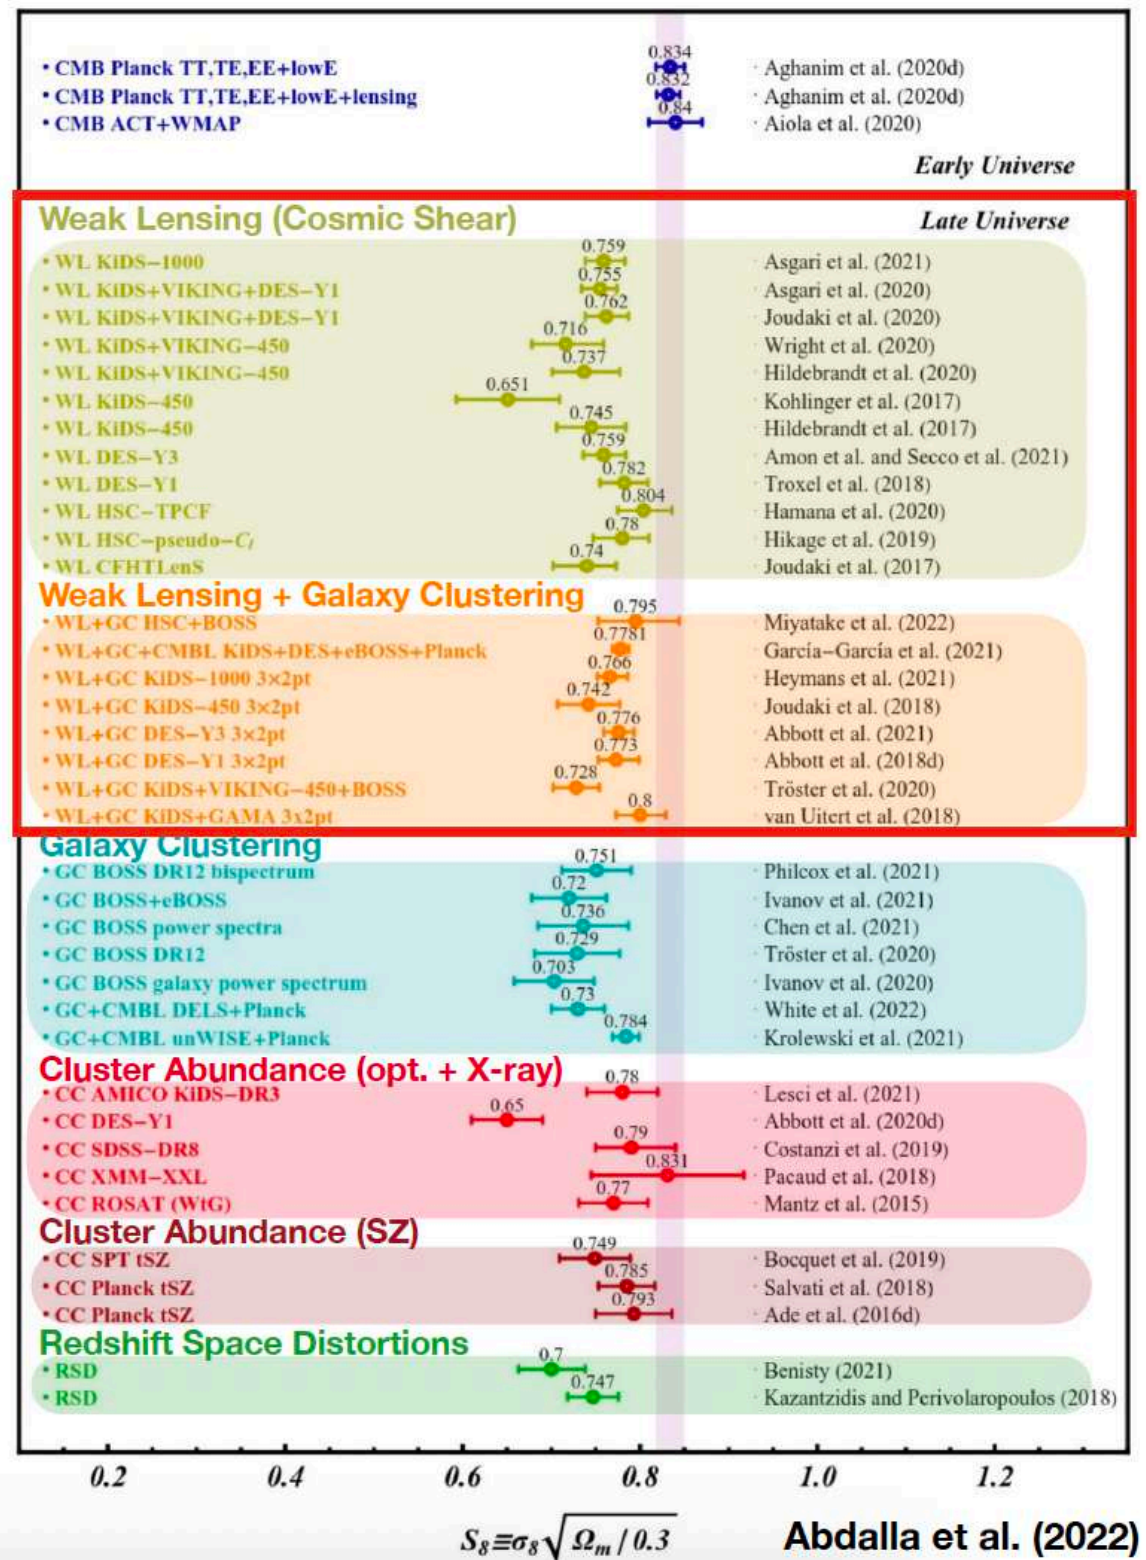 0.834
• CMB Planck TT,TE,EE+lowE · Aghanim et al. (2020d)
0.832
• CMB Planck TT,TE,EE+lowE+lensing · Aghanim et al. (2020d)
0.84
• CMB ACT+WMAP · Aiola et al. (2020)
Early Universe
Weak Lensing (Cosmic Shear) Late Universe
0.759
• WL KiDS−1000 · Asgari et al. (2021)
0.755
• WL KiDS+VIKING+DES−Y1 · Asgari et al. (2020)
0.762
• WL KiDS+VIKING+DES−Y1 · Joudaki et al. (2020)
0.716
• WL KiDS+VIKING−450 · Wright et al. (2020)
0.737
• WL KiDS+VIKING−450 · Hildebrandt et al. (2020)
0.651
• WL KiDS−450 · Kohlinger et al. (2017)
0.745
• WL KiDS−450 · Hildebrandt et al. (2017)
0.759
• WL DES−Y3 · Amon et al. and Secco et al. (2021)
0.782
• WL DES−Y1 · Troxel et al. (2018)
0.804
• WL HSC−TPCF · Hamana et al. (2020)
0.78
• WL HSC−pseudo−Cl · Hikage et al. (2019)
0.74
• WL CFHTLenS · Joudaki et al. (2017)
Weak Lensing + Galaxy Clustering
0.795
• WL+GC HSC+BOSS · Miyatake et al. (2022)
0.7781
• WL+GC+CMBL KiDS+DES+eBOSS+Planck · García−García et al. (2021)
0.766
• WL+GC KiDS−1000 3×2pt · Heymans et al. (2021)
0.742
• WL+GC KiDS−450 3×2pt · Joudaki et al. (2018)
0.776
• WL+GC DES−Y3 3×2pt · Abbott et al. (2021)
0.773
• WL+GC DES−Y1 3×2pt · Abbott et al. (2018d)
0.728
• WL+GC KiDS+VIKING−450+BOSS · Tröster et al. (2020)
0.8
• WL+GC KiDS+GAMA 3x2pt · van Uitert et al. (2018)
Galaxy Clustering
0.751
• GC BOSS DR12 bispectrum · Philcox et al. (2021)
0.72
• GC BOSS+eBOSS · Ivanov et al. (2021)
0.736
• GC BOSS power spectra · Chen et al. (2021)
0.729
• GC BOSS DR12 · Tröster et al. (2020)
0.703
• GC BOSS galaxy power spectrum · Ivanov et al. (2020)
0.73
• GC+CMBL DELS+Planck · White et al. (2022)
0.784
• GC+CMBL unWISE+Planck · Krolewski et al. (2021)
Cluster Abundance (opt. + X-ray)
0.78
• CC AMICO KiDS−DR3 · Lesci et al. (2021)
0.65
• CC DES−Y1 · Abbott et al. (2020d)
0.79
• CC SDSS−DR8 · Costanzi et al. (2019)
0.831
• CC XMM−XXL · Pacaud et al. (2018)
0.77
• CC ROSAT (WtG) · Mantz et al. (2015)
Cluster Abundance (SZ)
0.749
• CC SPT tSZ · Bocquet et al. (2019)
0.785
• CC Planck tSZ · Salvati et al. (2018)
0.793
• CC Planck tSZ · Ade et al. (2016d)
Redshift Space Distortions
0.7
• RSD · Benisty (2021)
0.747
• RSD · Kazantzidis and Perivolaropoulos (2018)
0.2 0.4 0.6 0.8 1.0 1.2
S8≡σ8√Ωm/0.3 Abdalla et al. (2022)